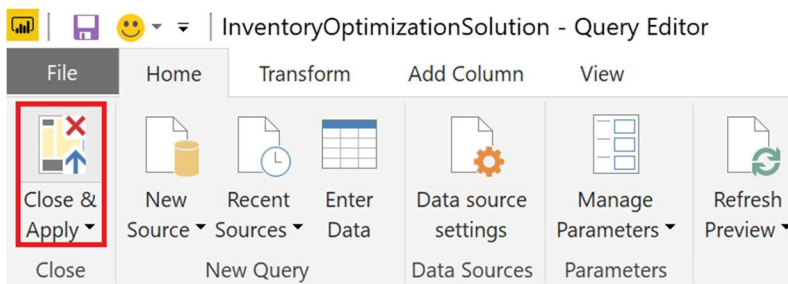 InventoryOptimizationSolution - Query Editor
File Home Transform Add Column View
Close & Apply
New Source
Recent Sources
Enter Data
Data source settings
Manage Parameters
Refresh Preview
Close New Query Data Sources Parameters